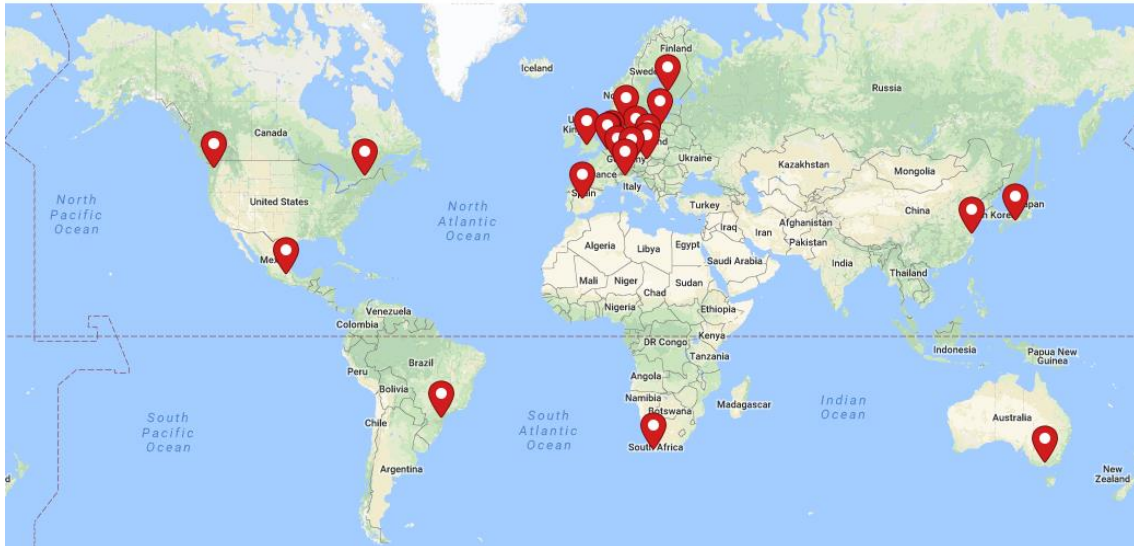 Iceland
Finland
Russia
Canada
Ukraine
Kazakhstan
Mongolia
Italy
North
Pacific
Ocean
United States
North
Atlantic
Ocean
Turkey
China
Iraq
Iran
Afghanistan
Pakistan
Algeria
Libya
Egypt
Saudi Arabia
India
Mali
Niger
Chad
Sudan
Thailand
Nigeria
Ethiopia
Venezuela
Colombia
DR Congo
Kenya
Tanzania
Indonesia
Papua New
Guinea
Brazil
Peru
Bolivia
Angola
Namibia
Botswana
Madagascar
Indian
Ocean
Chile
South
Pacific
Ocean
South
Atlantic
Ocean
South Africa
Australia
Argentina
New
Zealand